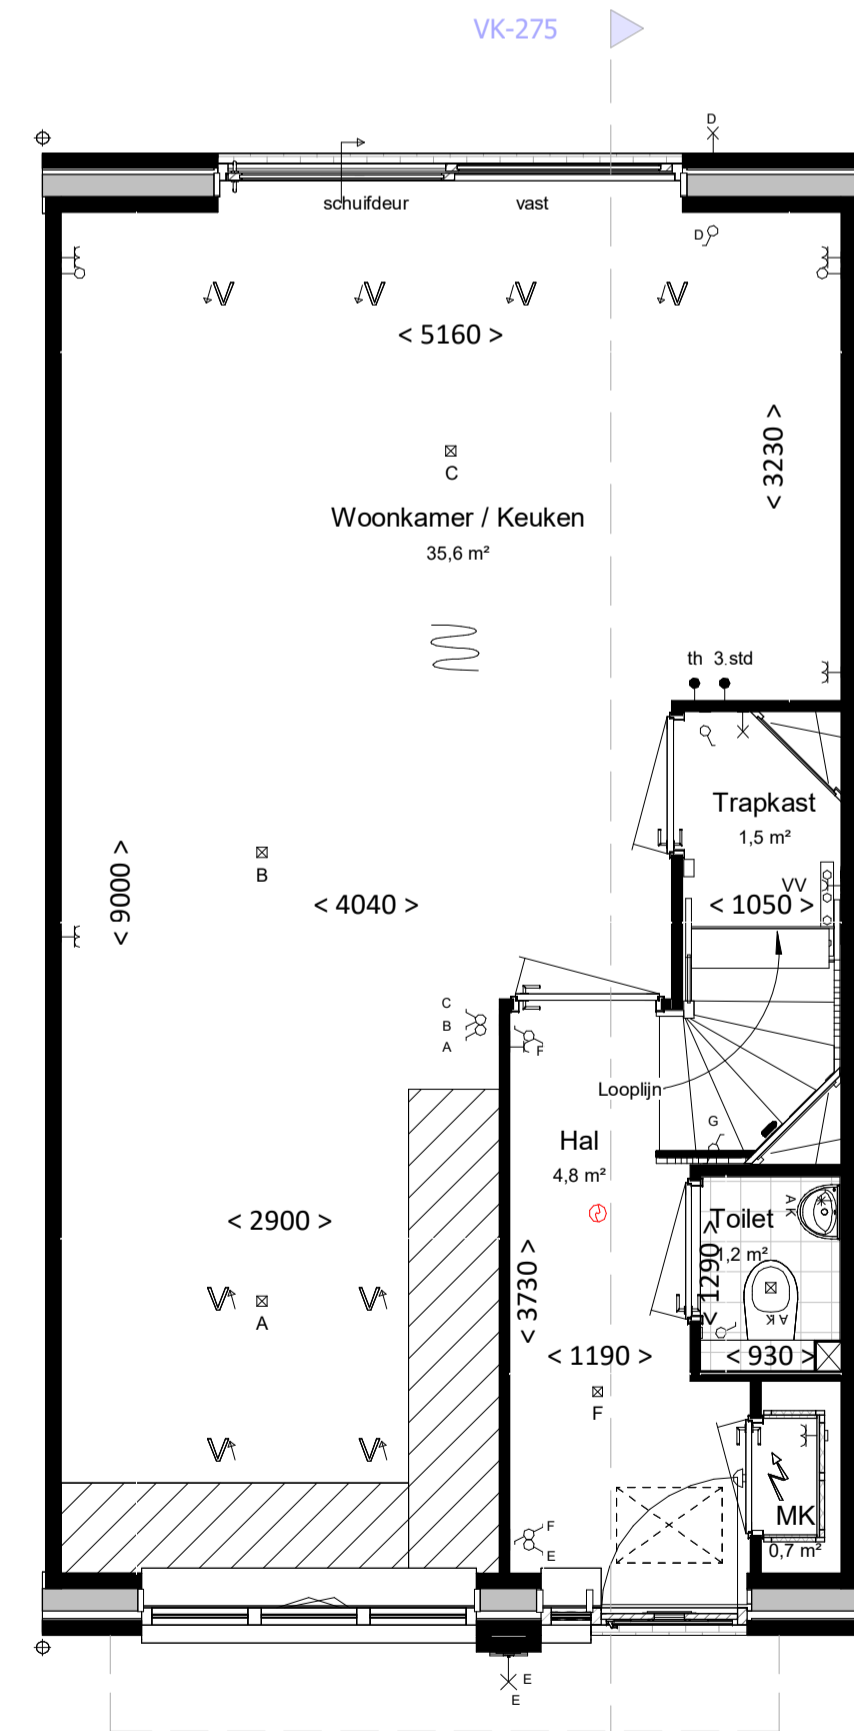 VK-275
D
schuifdeur
vast
D
V V V V
< 5160 >
< 3230 >
C
Woonkamer / Keuken
35,6 m²
th 3.std
Trapkast
1,5 m²
B
< 9000 >
VV
< 4040 >
< 1050 >
C
B
A
F
Looplijn
G
Hal
4,8 m²
AK
Toilet
1,2 m²
< 2900 >
< 3730 >
< 1290 >
V V
A
AK
< 1190 >
< 930 >
F
V V
MK
0,7 m²
F
E
E
E